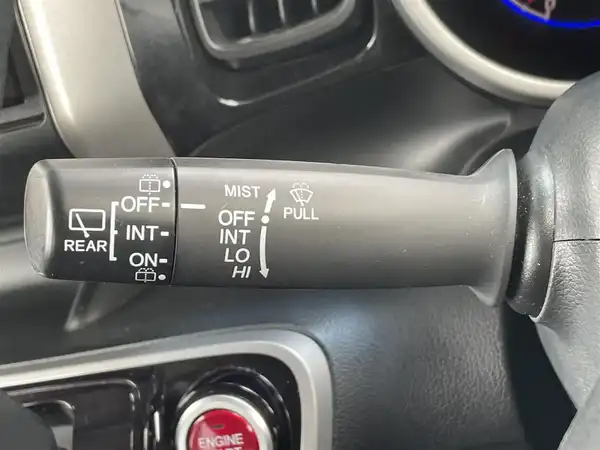 OFF
REAR
INT
ON
MIST
OFF
INT
LO
HI
PULL
ENGINE